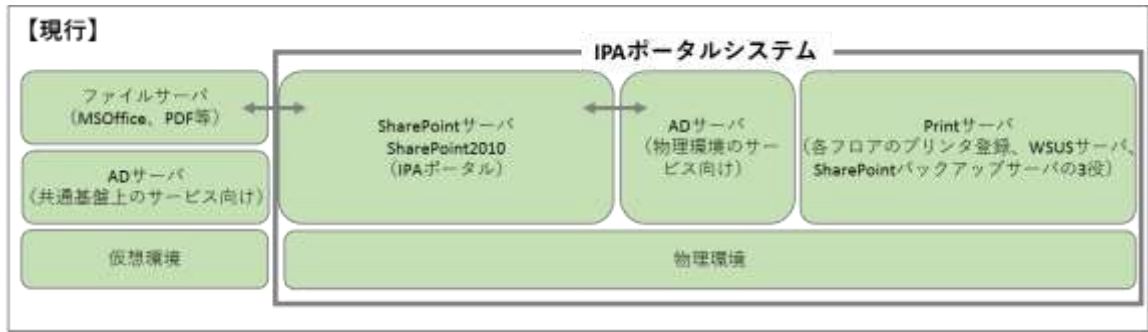 【現行】
IPAポータルシステム
ファイルサーバ
(MSOffice、PDF等)
ADサーバ
(共通基盤上のサービス向け)
仮想環境
SharePointサーバ
SharePoint2010
(IPAポータル)
ADサーバ
(物理環境のサー
ビス向け)
Printサーバ
(各フロアのプリンタ登録、WSUSサーバ、
SharePointバックアップサーバの3役)
物理環境